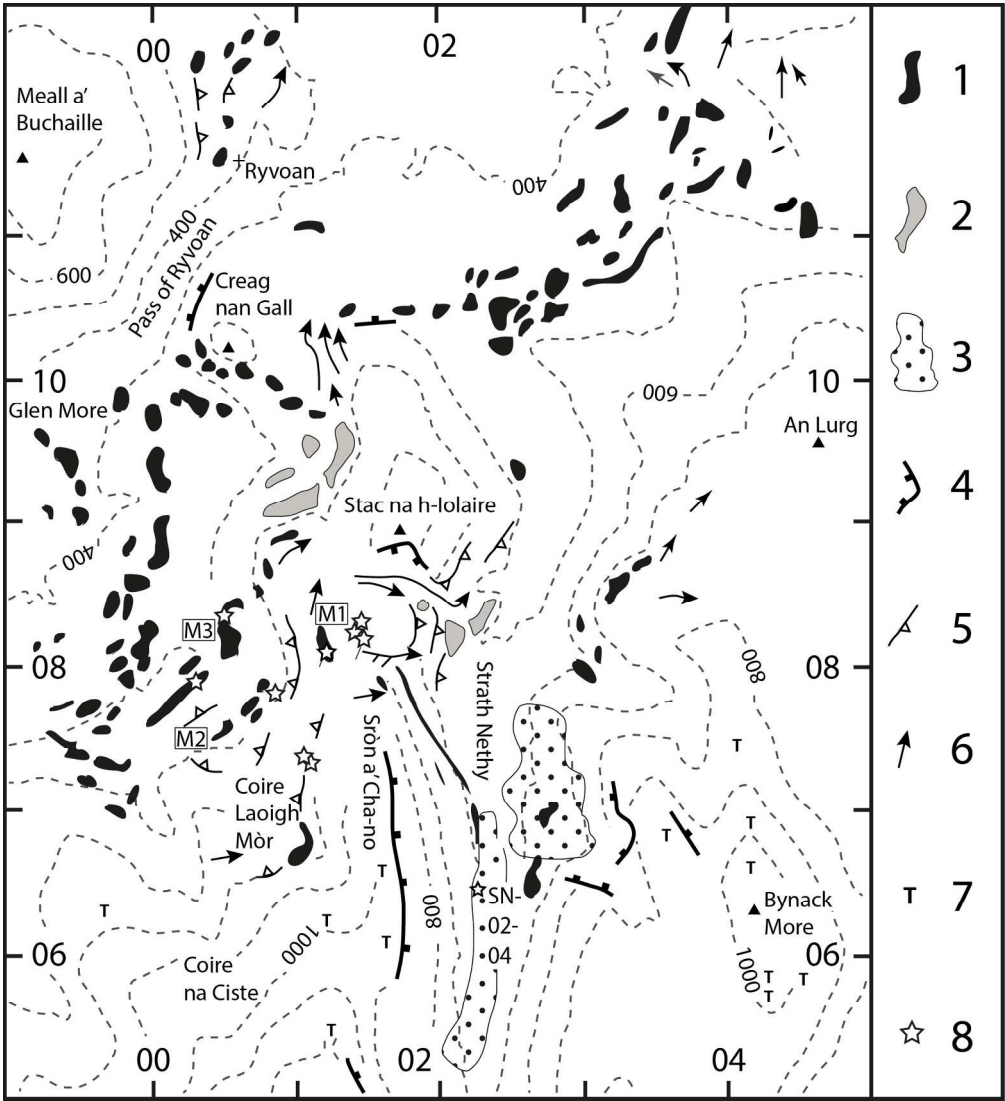 00
02
Meall a'
Buchaille
Ryvoan
400
400
Pass of Ryvoan
600
Creag
nan Gall
10
10
600
Glen More
An Lurg
Stac na h-Iolaire
400
M1
M3
08
08
800
Strath Nethy
M2
Sròn a' Cha-no
Coire
Laoigh
Mòr
T
T
T
T
800
SN-
02-
04
T
T
T
T
Bynack
More
1000
06
06
Coire
na Ciste
1000
T
T
T
T
00
02
04
1
2
3
4
5
6
T 7
8